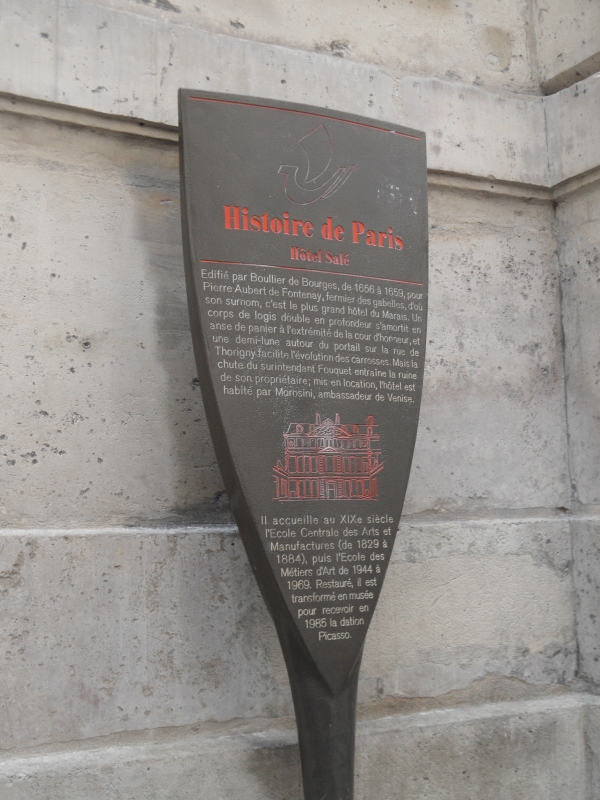 Histoire de Paris
Hôtel Salé
Edifié par Boullier de Bourges, de 1656 à 1659, pour
Pierre Aubert de Fontenay, fermier des gabelles, d'où
son surnom, c'est le plus grand hôtel du Marais. Un
corps de logis double en profondeur s'amortit en
anse de panier à l'extrémité de la cour d'honneur, et
une demi-lune autour du portail sur la rue de
Thorigny facilite l'évolution des carrosses. Mais la
chute du surintendant Fouquet entraîne la ruine
de son propriétaire; mis en location, l'hôtel est
habité par Morosini, ambassadeur de Venise.
Il accueille au XIXe siècle
l'Ecole Centrale des Arts et
Manufactures (de 1829 à
1884), puis l'Ecole des
Métiers d'Art de 1944 à
1969. Restauré, il est
transformé en musée
pour recevoir en
1985 la dation
Picasso.